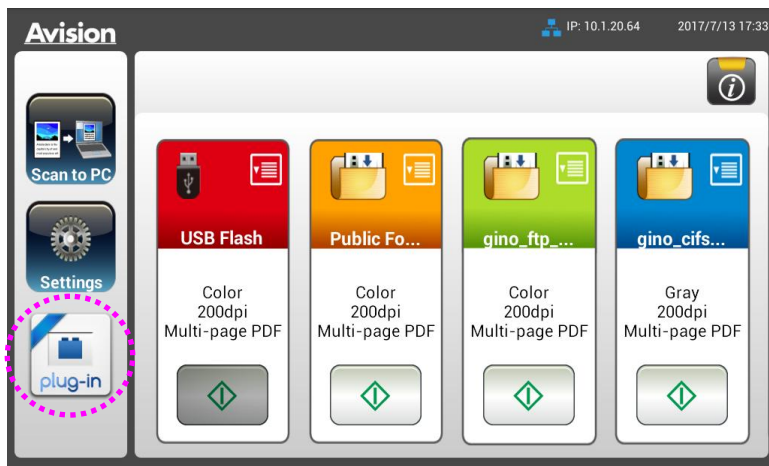 Avision
IP: 10.1.20.64
2017/7/13 17:33
Scan to PC
Settings
plug-in
USB Flash
Color
200dpi
Multi-page PDF
Public Fo...
Color
200dpi
Multi-page PDF
gino_ftp_...
Color
200dpi
Multi-page PDF
gino_cifs...
Gray
200dpi
Multi-page PDF